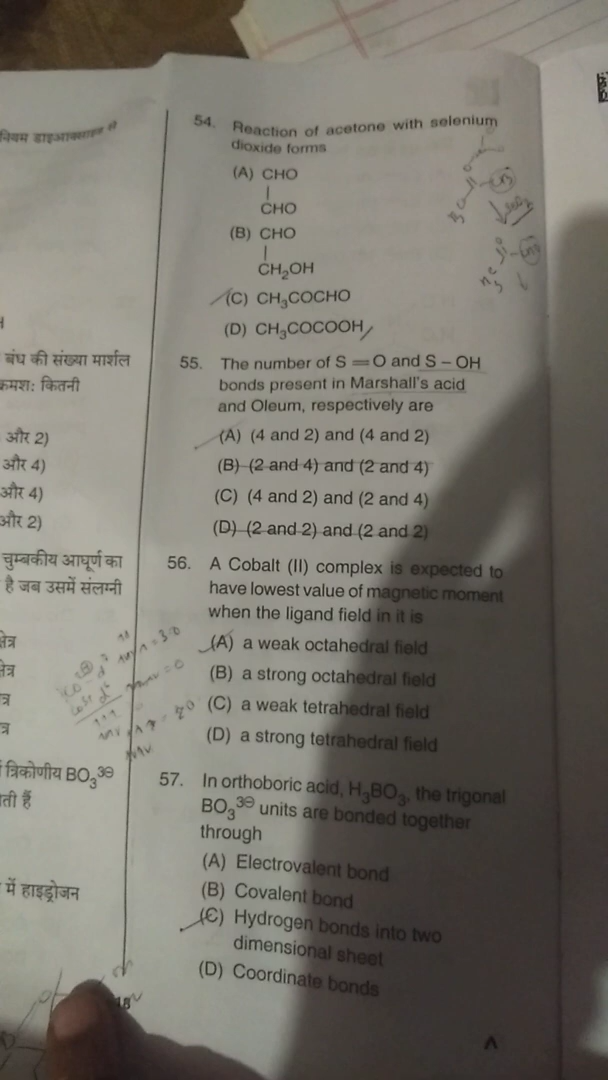 54. Reaction of acetone with selenium
dioxide forms
(A) CHO
|
CHO
(B) CHO
|
CH₂OH
(C) CH₃COCHO
(D) CH₃COCOOH
55. The number of S = O and S – OH
bonds present in Marshall's acid
and Oleum, respectively are
(A) (4 and 2) and (4 and 2)
(B) (2 and 4) and (2 and 4)
(C) (4 and 2) and (2 and 4)
(D) (2 and 2) and (2 and 2)
56. A Cobalt (II) complex is expected to
have lowest value of magnetic moment
when the ligand field in it is
(A) a weak octahedral field
(B) a strong octahedral field
(C) a weak tetrahedral field
(D) a strong tetrahedral field
57. In orthoboric acid, H₃BO₃, the trigonal
BO₃³⊖ units are bonded together
through
(A) Electrovalent bond
(B) Covalent bond
(C) Hydrogen bonds into two
dimensional sheet
(D) Coordinate bonds
डाइआक्साइड से
बंध की संख्या मार्शल
क्रमश: कितनी
और 2)
और 4)
और 4)
और 2)
चुम्बकीय आघूर्ण का
है जब उसमें संलग्नी
त्रिकोणीय BO₃³⊖
में हाइड्रोजन